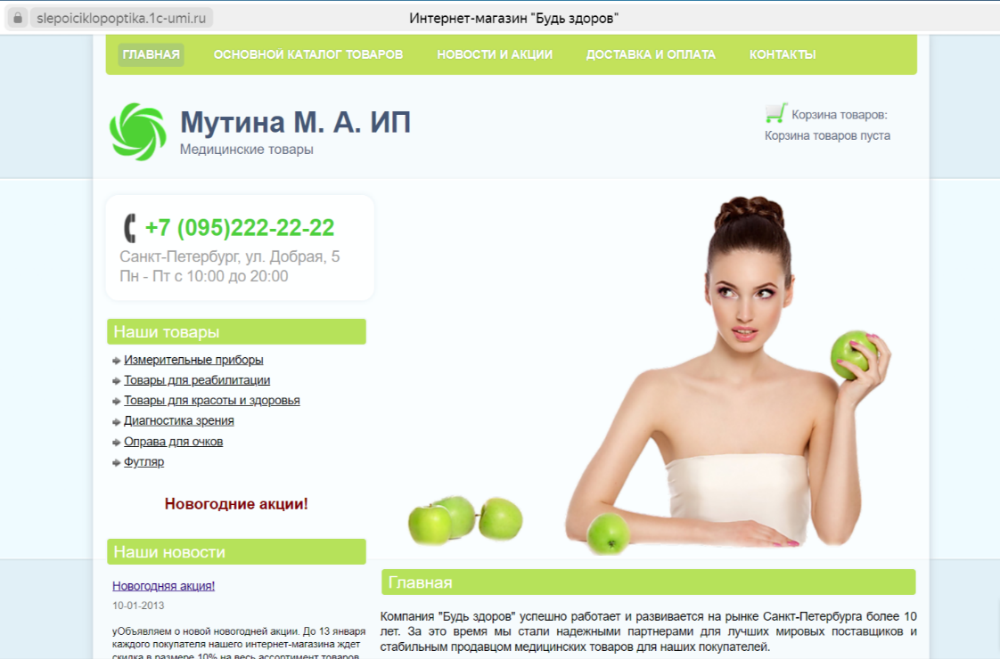 slepoiciklopoptika.1c-umi.ru
Интернет-магазин "Будь здоров"
ГЛАВНАЯ ОСНОВНОЙ КАТАЛОГ ТОВАРОВ НОВОСТИ И АКЦИИ ДОСТАВКА И ОПЛАТА КОНТАКТЫ
Мутина М. А. ИП
Медицинские товары
Корзина товаров:
Корзина товаров пуста
+7 (095)222-22-22
Санкт-Петербург, ул. Добрая, 5
Пн - Пт с 10:00 до 20:00
Наши товары
Измерительные приборы
Товары для реабилитации
Товары для красоты и здоровья
Диагностика зрения
Оправа для очков
Футляр
Новогодние акции!
Наши новости
Новогодняя акция!
10-01-2013
уОбъявляем о новой новогодней акции. До 13 января
каждого покупателя нашего интернет-магазина ждет
скидка в размере 10% на весь ассортимент товаров
Главная
Компания "Будь здоров" успешно работает и развивается на рынке Санкт-Петербурга более 10
лет. За это время мы стали надежными партнерами для лучших мировых поставщиков и
стабильным продавцом медицинских товаров для наших покупателей.